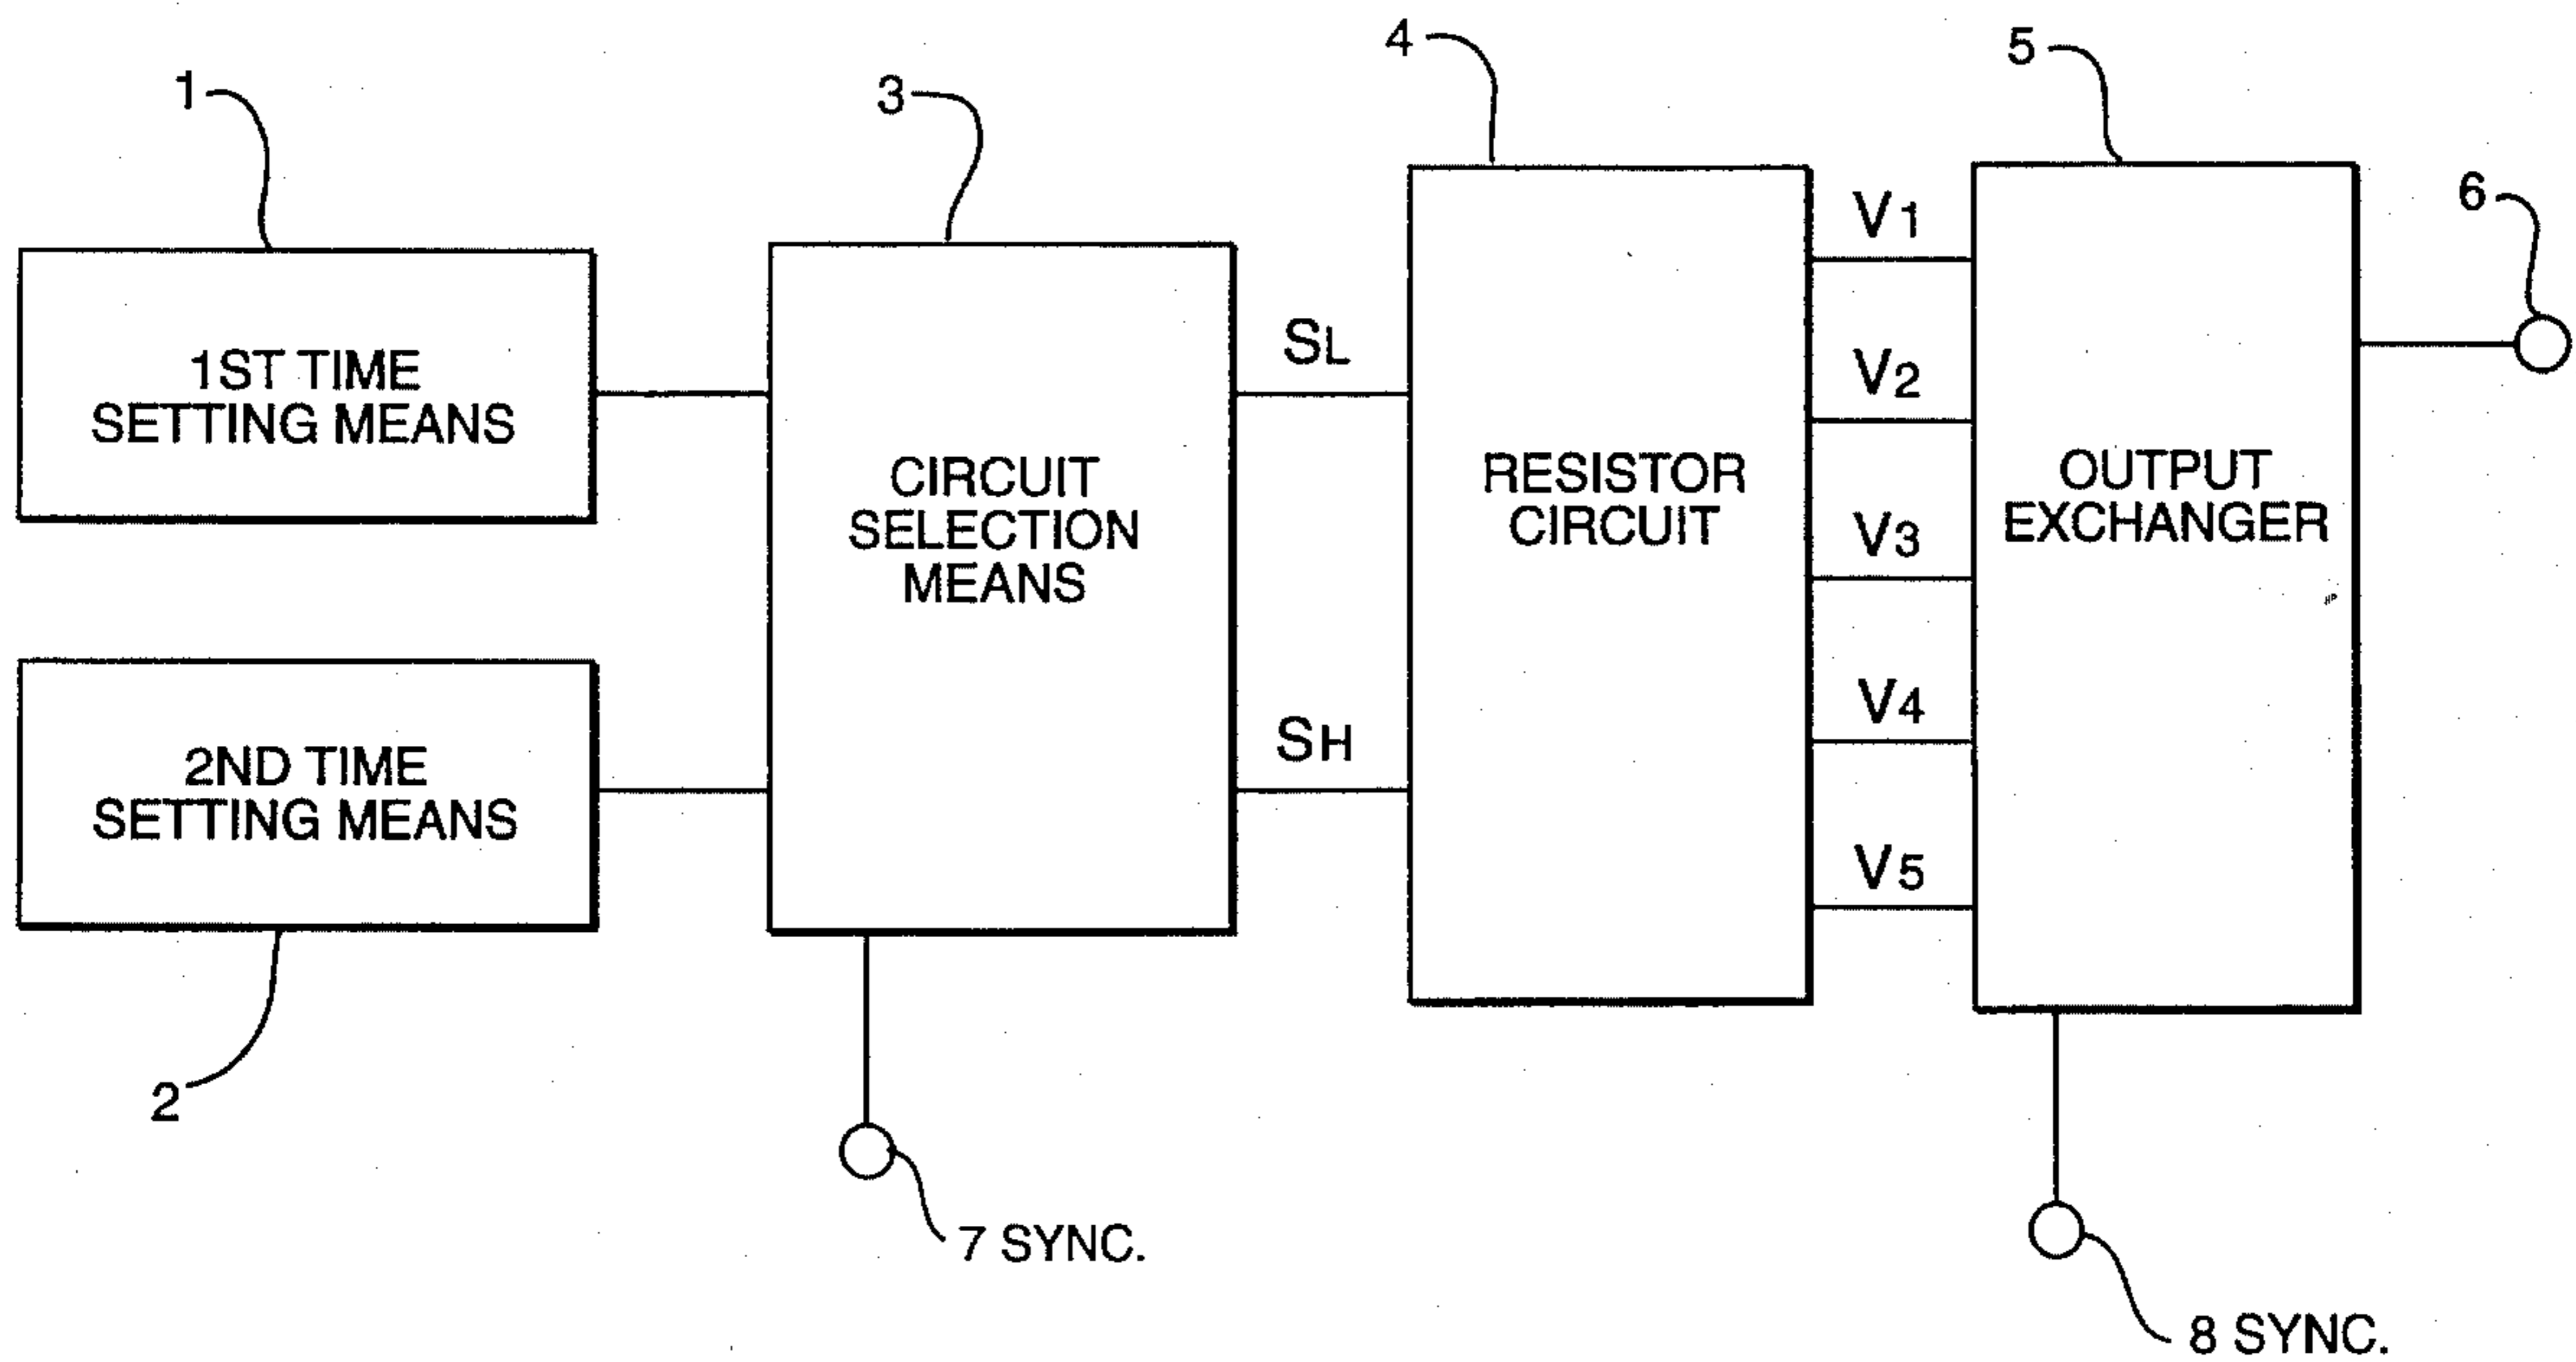 1
1ST TIME
SETTING MEANS
2ND TIME
SETTING MEANS
2
3
CIRCUIT
SELECTION
MEANS
7 SYNC.
SL
SH
4
RESISTOR
CIRCUIT
V1
V2
V3
V4
V5
5
OUTPUT
EXCHANGER
6
8 SYNC.